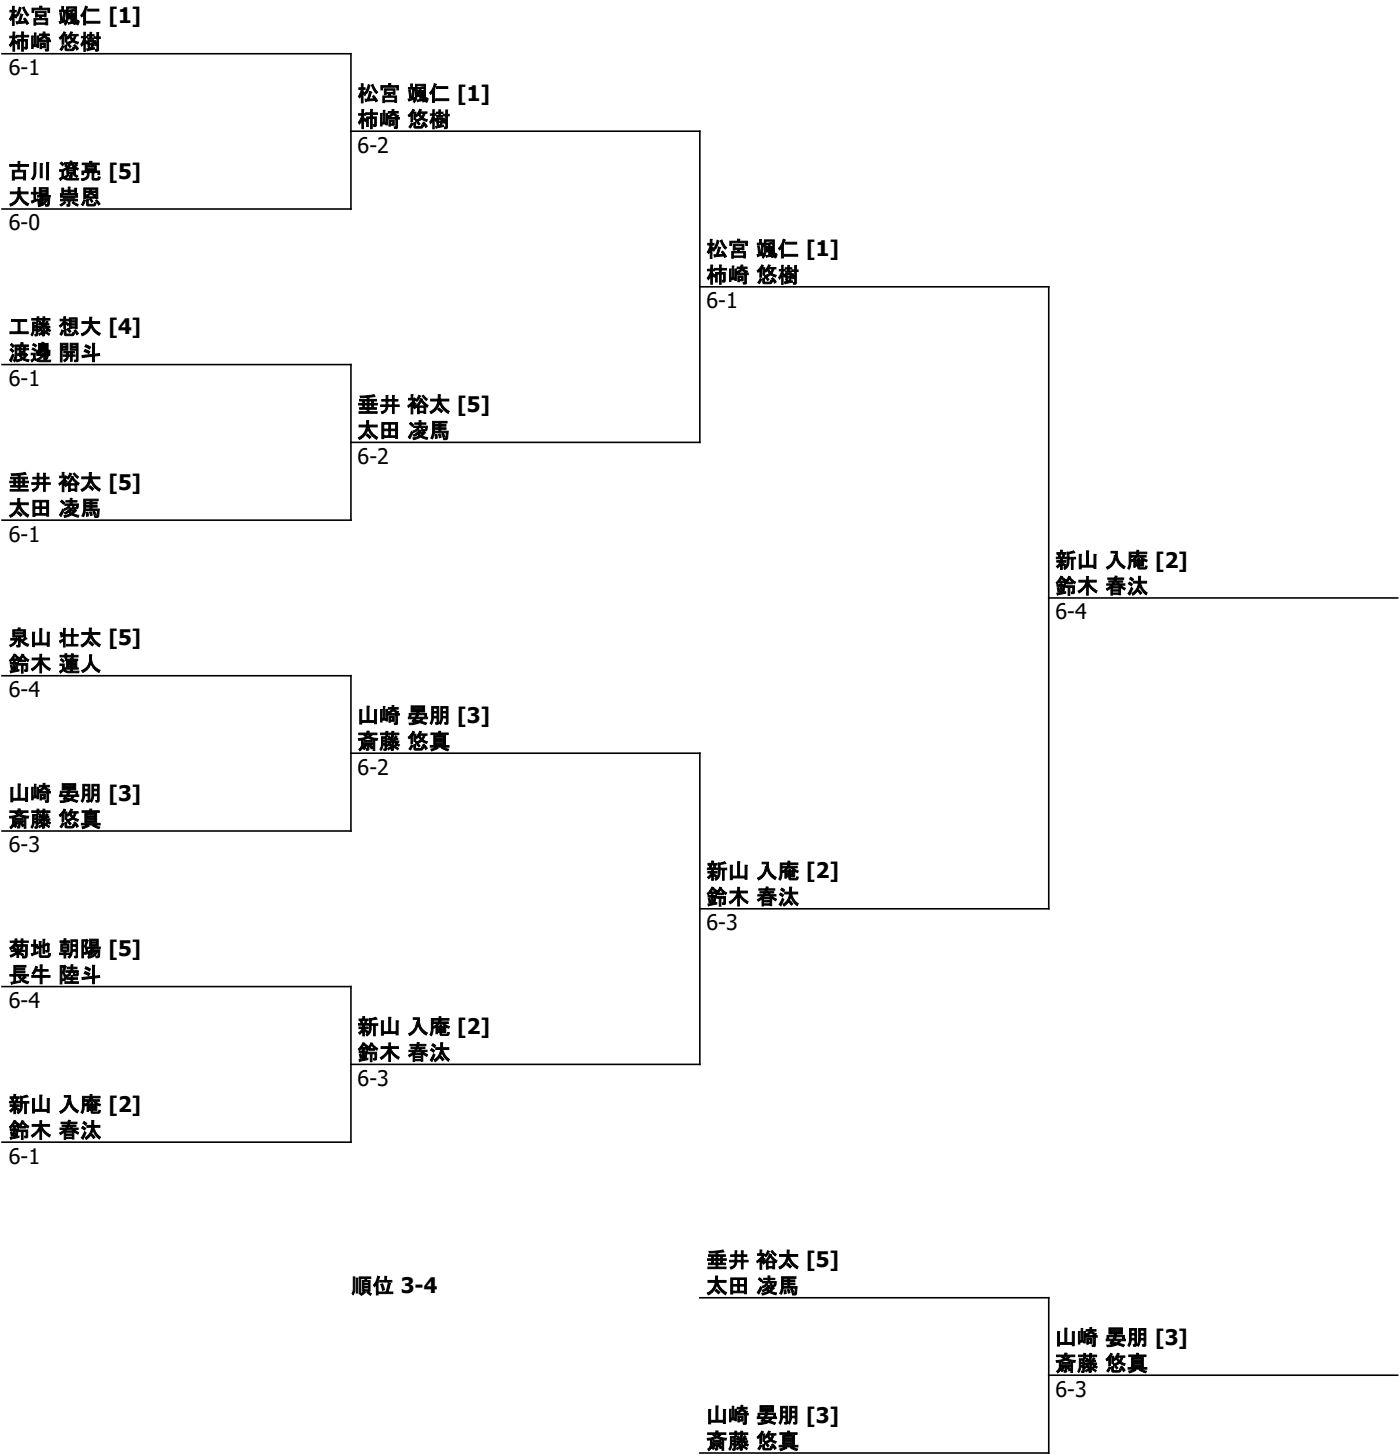 松宮 颯仁 [1]
柿崎 悠樹
6-1
松宮 颯仁 [1]
柿崎 悠樹
6-2
古川 遼亮 [5]
大場 崇恩
6-0
松宮 颯仁 [1]
柿崎 悠樹
6-1
工藤 想大 [4]
渡邊 開斗
6-1
垂井 裕太 [5]
太田 凌馬
6-2
垂井 裕太 [5]
太田 凌馬
6-1
新山 入庵 [2]
鈴木 春汰
6-4
泉山 壮太 [5]
鈴木 蓮人
6-4
山崎 晏朋 [3]
斎藤 悠真
6-2
山崎 晏朋 [3]
斎藤 悠真
6-3
新山 入庵 [2]
鈴木 春汰
6-3
菊地 朝陽 [5]
長牛 陸斗
6-4
新山 入庵 [2]
鈴木 春汰
6-3
新山 入庵 [2]
鈴木 春汰
6-1
順位 3-4
垂井 裕太 [5]
太田 凌馬
山崎 晏朋 [3]
斎藤 悠真
6-3
山崎 晏朋 [3]
斎藤 悠真